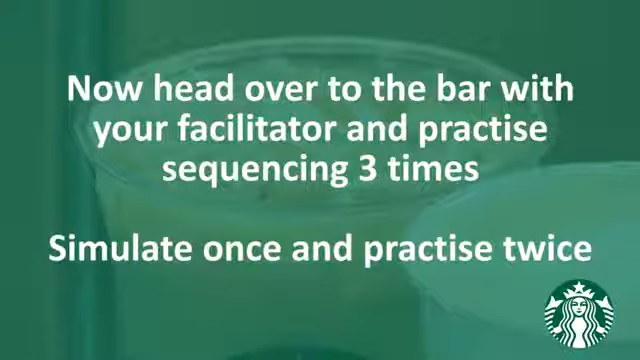 Now head over to the bar with
your facilitator and practise
sequencing 3 times
Simulate once and practise twice